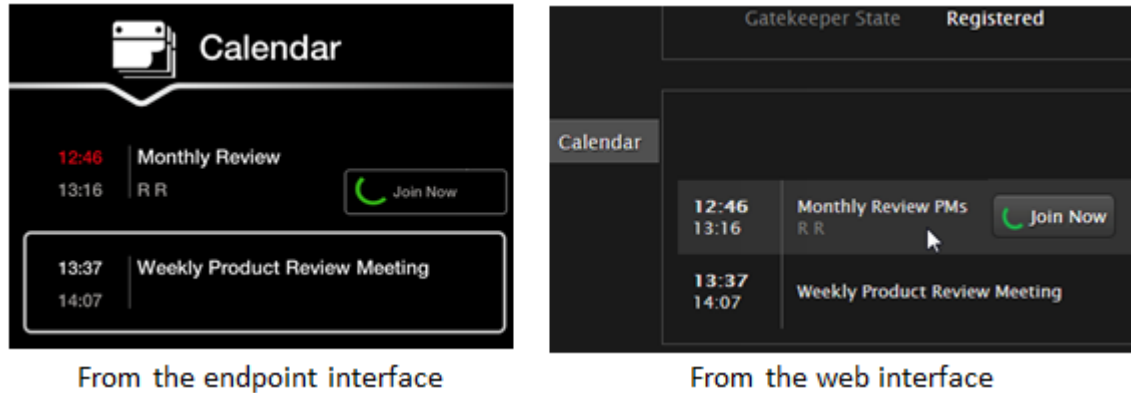 Calendar
12:46 Monthly Review
13:16 R R Join Now
13:37 Weekly Product Review Meeting
14:07
From the endpoint interface
Gatekeeper State Registered
Calendar
12:46 Monthly Review PMs
13:16 R R
Join Now
13:37
14:07
Weekly Product Review Meeting
From the web interface